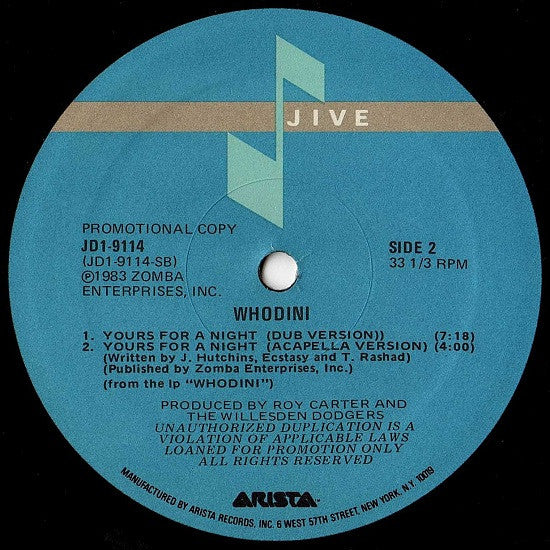 JIVE
PROMOTIONAL COPY
JD1-9114
(JD1-9114-SB)
Ⓟ1983 ZOMBA
ENTERPRISES, INC.
SIDE 2
33 1/3 RPM
WHODINI
1. YOURS FOR A NIGHT (DUB VERSION)) (7:18)
2. YOURS FOR A NIGHT (ACAPELLA VERSION) (4:00)
(Written by J. Hutchins, Ecstasy and T. Rashad)
(Published by Zomba Enterprises, Inc.)
(from the lp "WHODINI")
PRODUCED BY ROY CARTER AND
THE WILLESDEN DODGERS
UNAUTHORIZED DUPLICATION IS A
VIOLATION OF APPLICABLE LAWS
LOANED FOR PROMOTION ONLY
ALL RIGHTS RESERVED
ARISTA™
MANUFACTURED BY ARISTA RECORDS, INC. 6 WEST 57TH STREET, NEW YORK, N.Y. 10019